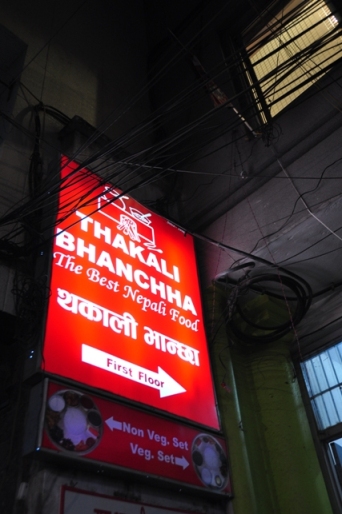 THAKALI
BHANCHHA
The Best Nepali Food
थकाली भान्छा
First Floor
Non Veg. Set
Veg. Set